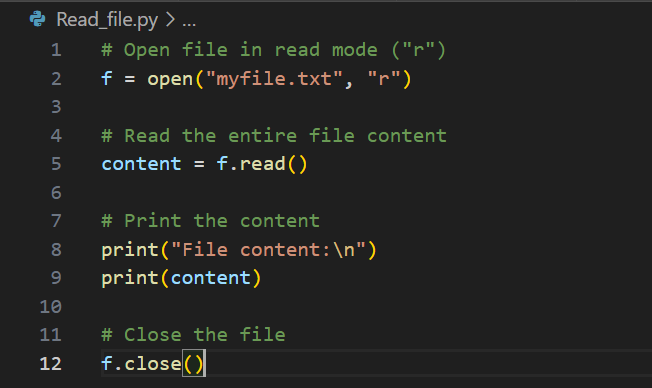 Read_file.py > ...
1 # Open file in read mode ("r")
2 f = open("myfile.txt", "r")
3
4 # Read the entire file content
5 content = f.read()
6
7 # Print the content
8 print("File content:\n")
9 print(content)
10
11 # Close the file
12 f.close()